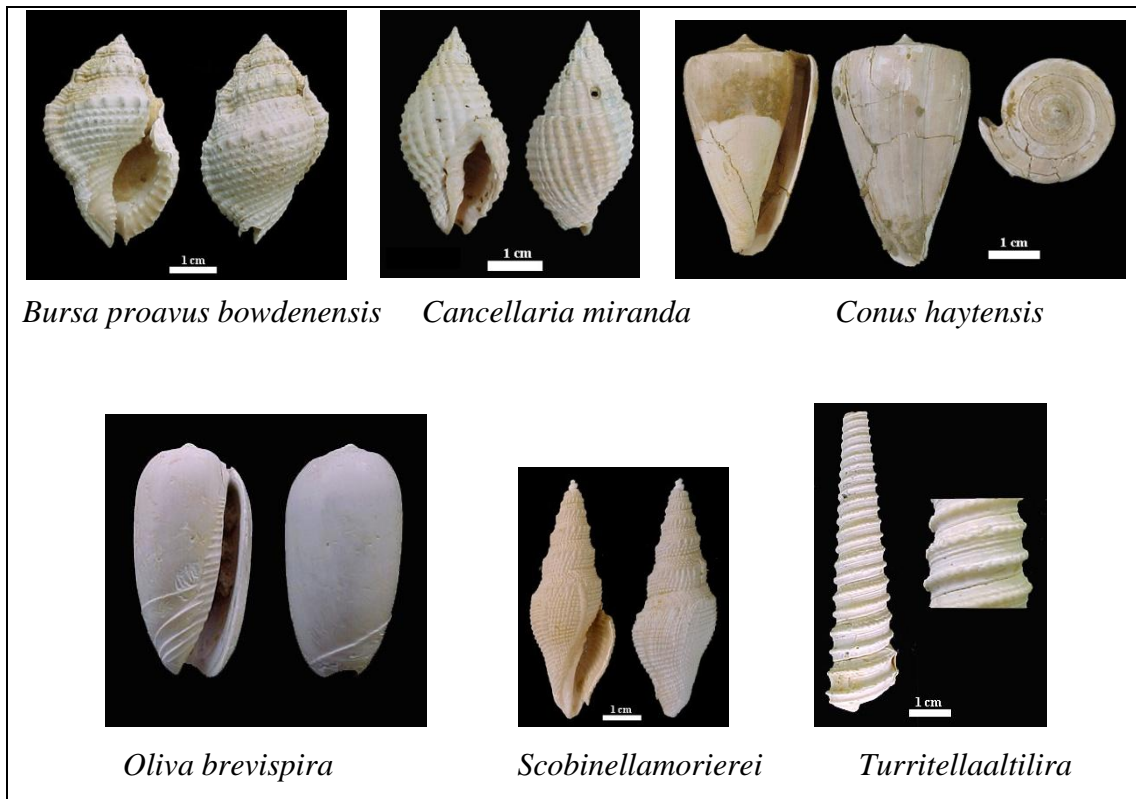 1 cm
1 cm
1 cm
Bursa proavus bowdenensis
Cancellaria miranda
Conus haytensis
1 cm
1 cm
Oliva brevispira
Scobinellamorierei
Turritellaaltilira